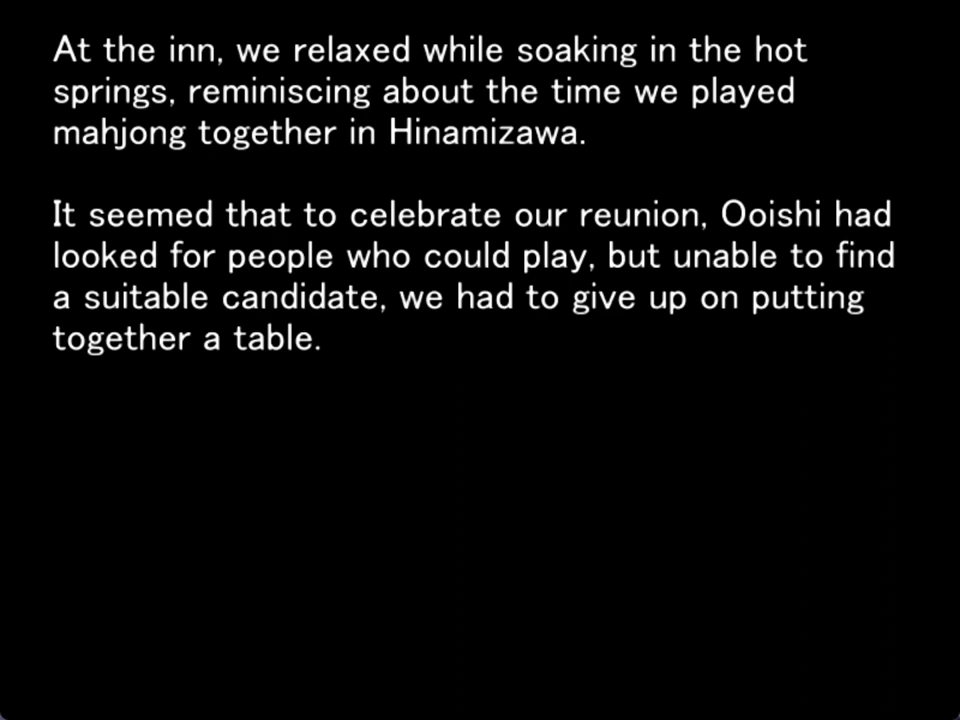 At the inn, we relaxed while soaking in the hot
springs, reminiscing about the time we played
mahjong together in Hinamizawa.
It seemed that to celebrate our reunion, Ooishi had
looked for people who could play, but unable to find
a suitable candidate, we had to give up on putting
together a table.